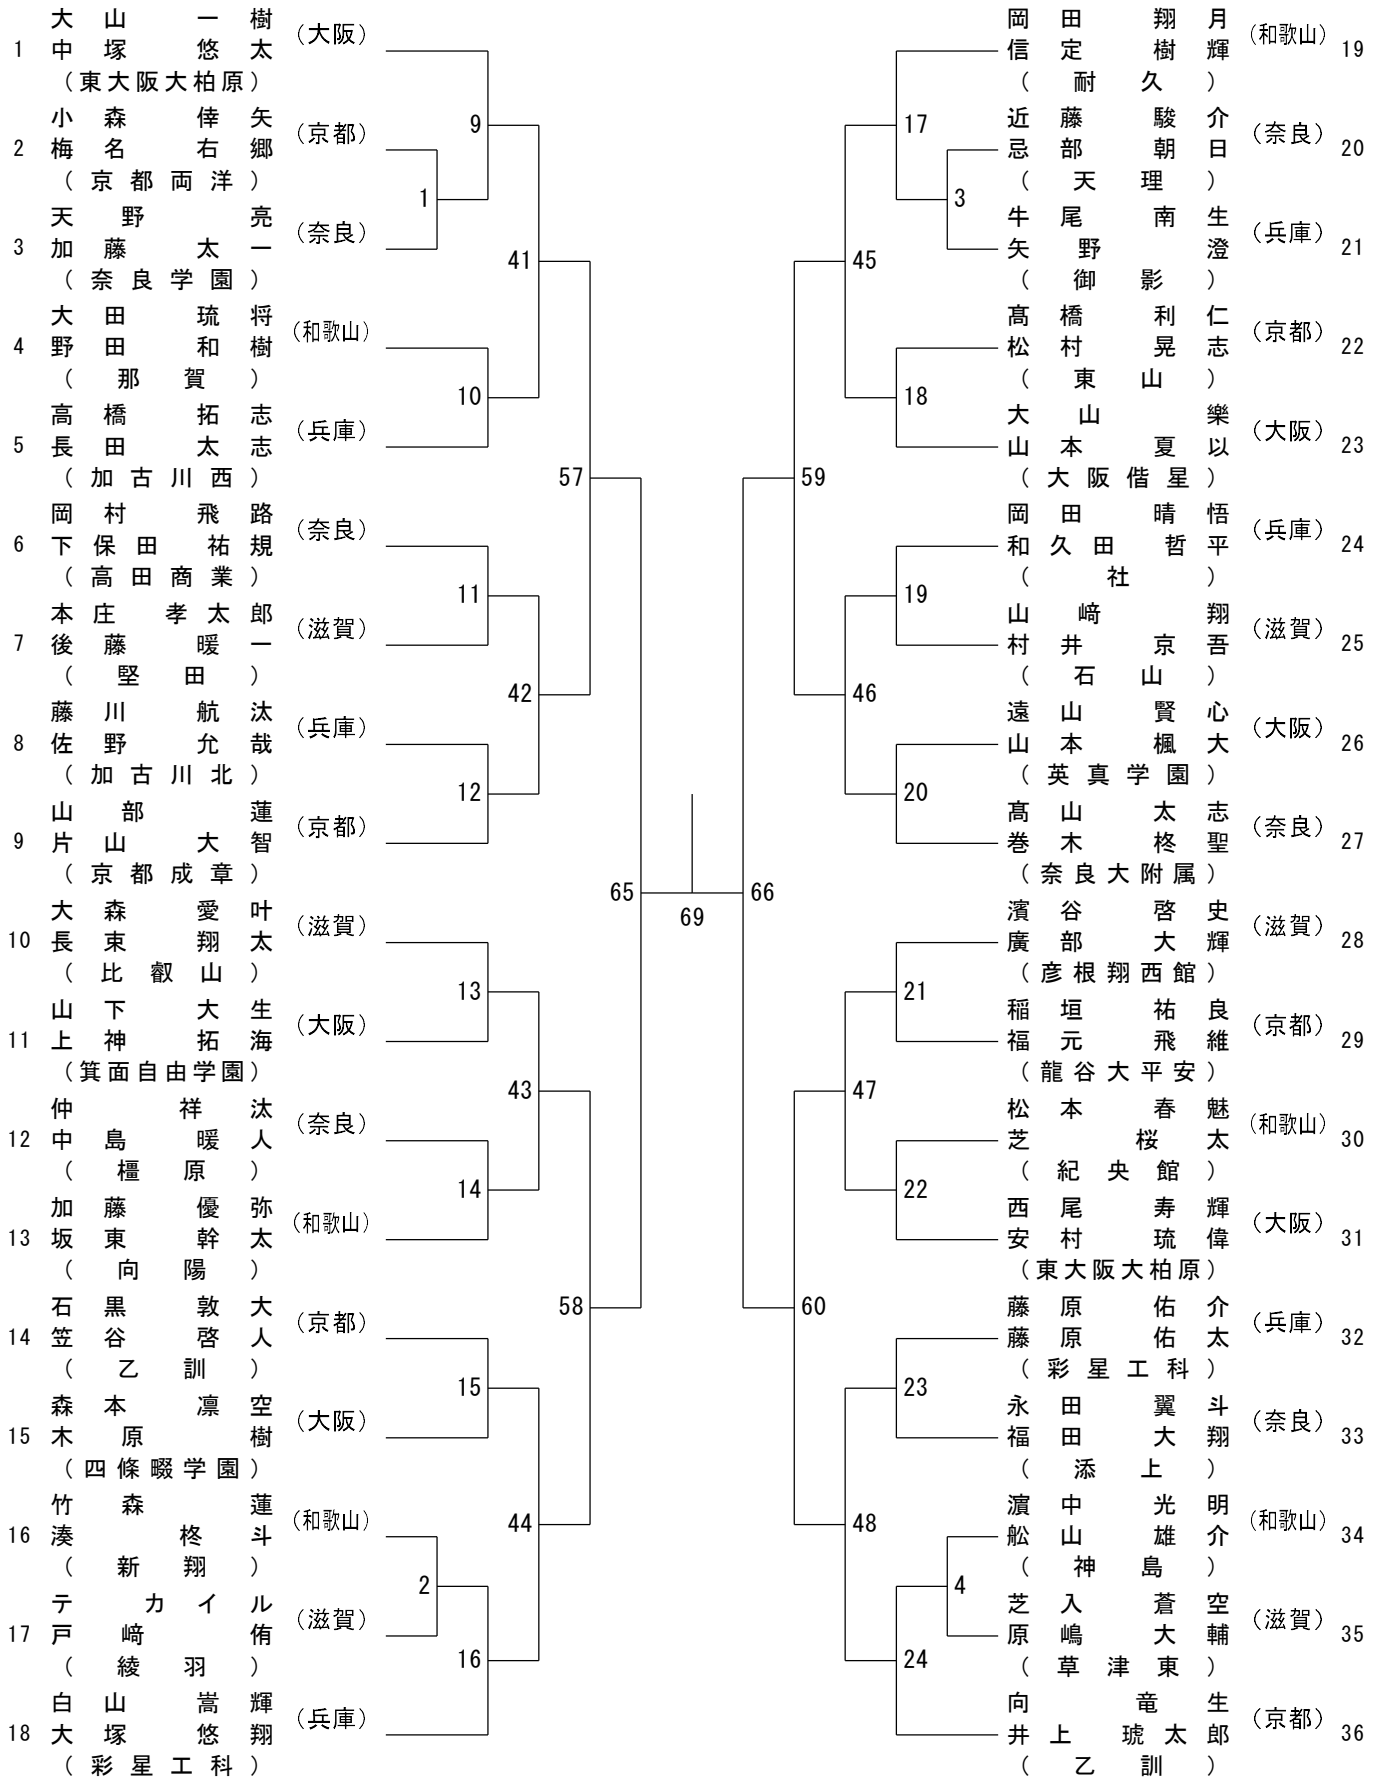 大山 一樹 (大阪)
1 中塚 悠太
(東大阪大柏原)
小森 倖矢 (京都)
2 梅名 右郷
(京都両洋)
天野 亮 (奈良)
3 加藤 太一
(奈良学園)
大田 琉将 (和歌山)
4 野田 和樹
(那賀)
高橋 拓志 (兵庫)
5 長田 太志
(加古川西)
岡村 飛路 (奈良)
6 下保田 祐規
(高田商業)
本庄 孝太郎 (滋賀)
7 後藤 暖一
(堅田)
藤川 航汰 (兵庫)
8 佐野 允哉
(加古川北)
山部 蓮 (京都)
9 片山 大智
(京都成章)
大森 愛叶 (滋賀)
10 長束 翔太
(比叡山)
山下 大生 (大阪)
11 上神 拓海
(箕面自由学園)
仲 祥汰 (奈良)
12 中島 暖人
(橿原)
加藤 優弥 (和歌山)
13 坂東 幹太
(向陽)
石黒 敦大 (京都)
14 笠谷 啓人
(乙訓)
森本 凛空 (大阪)
15 木原 樹
(四條畷学園)
竹森 蓮 (和歌山)
16 湊 柊斗
(新翔)
テ カイル (滋賀)
17 戸﨑 侑
(綾羽)
白山 嵩輝 (兵庫)
18 大塚 悠翔
(彩星工科)
9
1
41
10
57
11
42
12
65
13
43
14
58
15
44
2
16
69
66
17
3
45
18
59
19
46
20
21
47
22
60
23
48
4
24
岡田 翔月 (和歌山)
信定 樹輝 19
(耐久)
近藤 駿介 (奈良)
忌部 朝日 20
(天理)
牛尾 南生 (兵庫)
矢野 澄 21
(御影)
髙橋 利仁 (京都)
松村 晃志 22
(東山)
大山 樂 (大阪)
山本 夏以 23
(大阪偕星)
岡田 晴悟 (兵庫)
和久田 哲平 24
(社)
山﨑 翔 (滋賀)
村井 京吾 25
(石山)
遠山 賢心 (大阪)
山本 楓大 26
(英真学園)
髙山 太志 (奈良)
巻木 柊聖 27
(奈良大附属)
濱谷 啓史 (滋賀)
廣部 大輝 28
(彦根翔西館)
稲垣 祐良 (京都)
福元 飛維 29
(龍谷大平安)
松本 春魅 (和歌山)
芝 桜太 30
(紀央館)
西尾 寿輝 (大阪)
安村 琉偉 31
(東大阪大柏原)
藤原 佑介 (兵庫)
藤原 佑太 32
(彩星工科)
永田 翼斗 (奈良)
福田 大翔 33
(添上)
濵中 光明 (和歌山)
舩山 雄介 34
(神島)
芝入 蒼空 (滋賀)
原嶋 大輔 35
(草津東)
向 竜生 (京都)
井上 琥太郎 36
(乙訓)